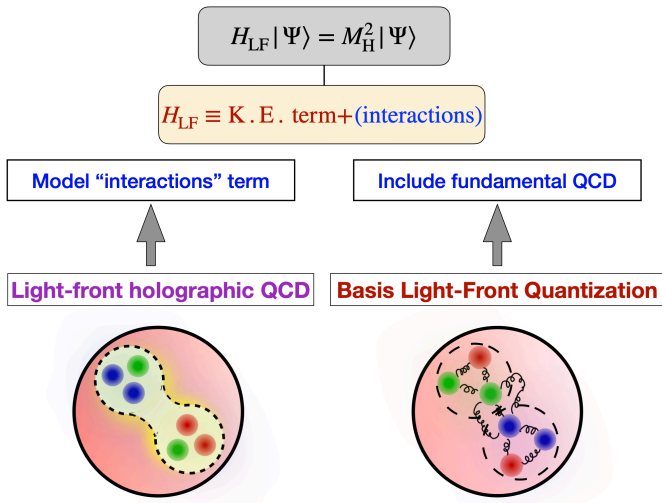 H_LF|Ψ⟩ = M_H^2|Ψ⟩
H_LF ≡ K.E. term+(interactions)
Model “interactions” term
Include fundamental QCD
Light-front holographic QCD
Basis Light-Front Quantization